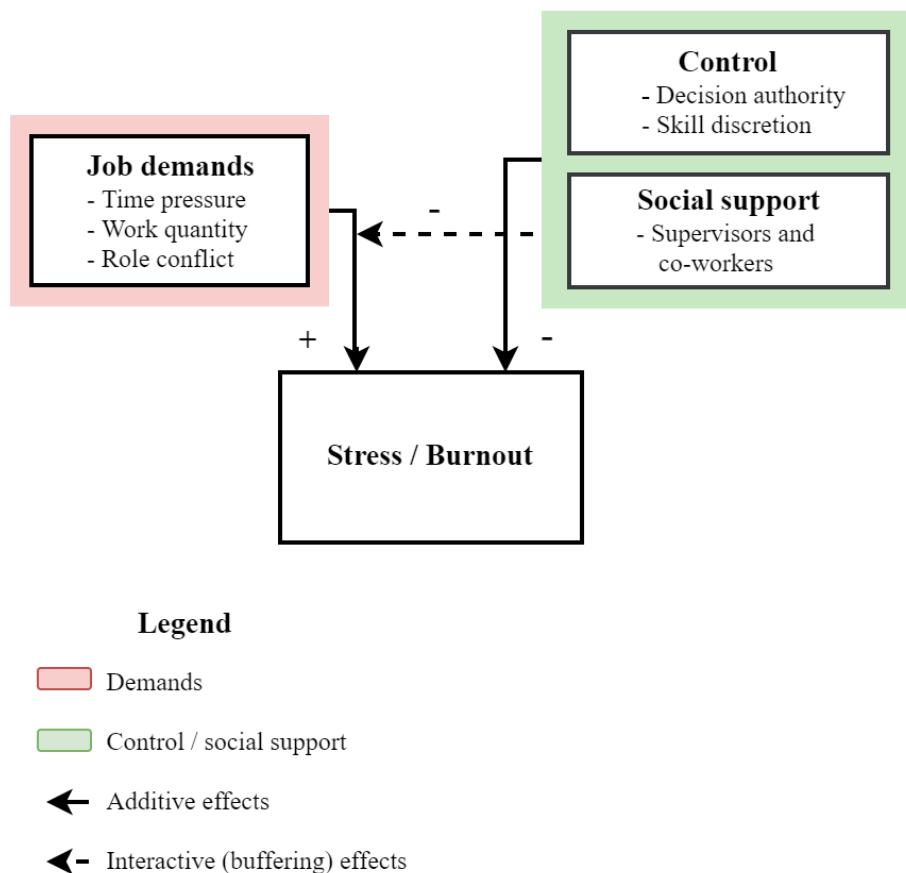 Control
- Decision authority
- Skill discretion
Job demands
- Time pressure
- Work quantity
- Role conflict
Social support
- Supervisors and
co-workers
-
+
-
Stress / Burnout
Legend
Demands
Control / social support
Additive effects
Interactive (buffering) effects